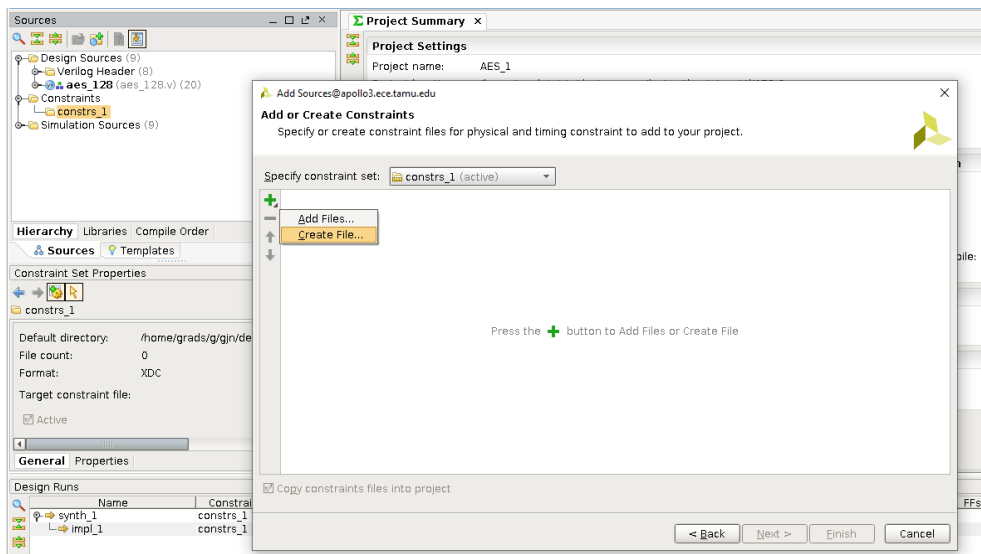 Sources
Σ Project Summary ×
Project Settings
Design Sources (9)
Verilog Header (8)
aes_128 (aes_128.v) (20)
Constraints
constrs_1
Simulation Sources (9)
Project name: AES_1
Add Sources@apollo3.ece.tamu.edu
Add or Create Constraints
Specify or create constraint files for physical and timing constraint to add to your project.
Specify constraint set: constrs_1 (active)
Add Files...
Create File...
Hierarchy Libraries Compile Order
Sources Templates
Constraint Set Properties
constrs_1
Default directory: /home/grads/g/gjn/de
File count: 0
Format: XDC
Target constraint file:
Active
General Properties
Press the + button to Add Files or Create File
pile:
Copy constraints files into project
Design Runs
Name Constrai
FFs
synth_1 constrs_1
impl_1 constrs_1
< Back Next > Finish Cancel